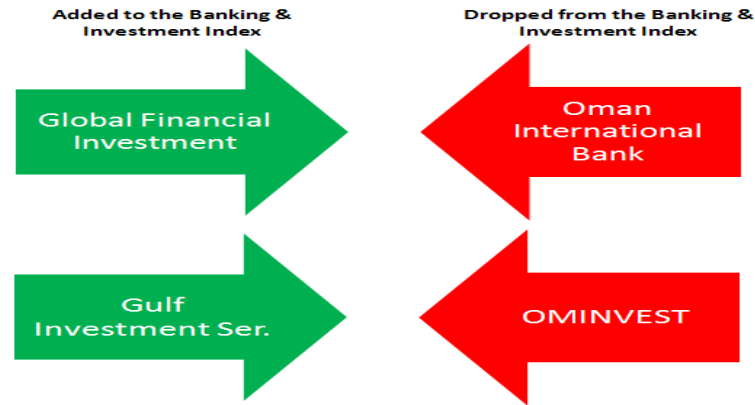 Added to the Banking &
Investment Index
Dropped from the Banking &
Investment Index
Global Financial
Investment
Oman
International
Bank
Gulf
Investment Ser.
OMINVEST